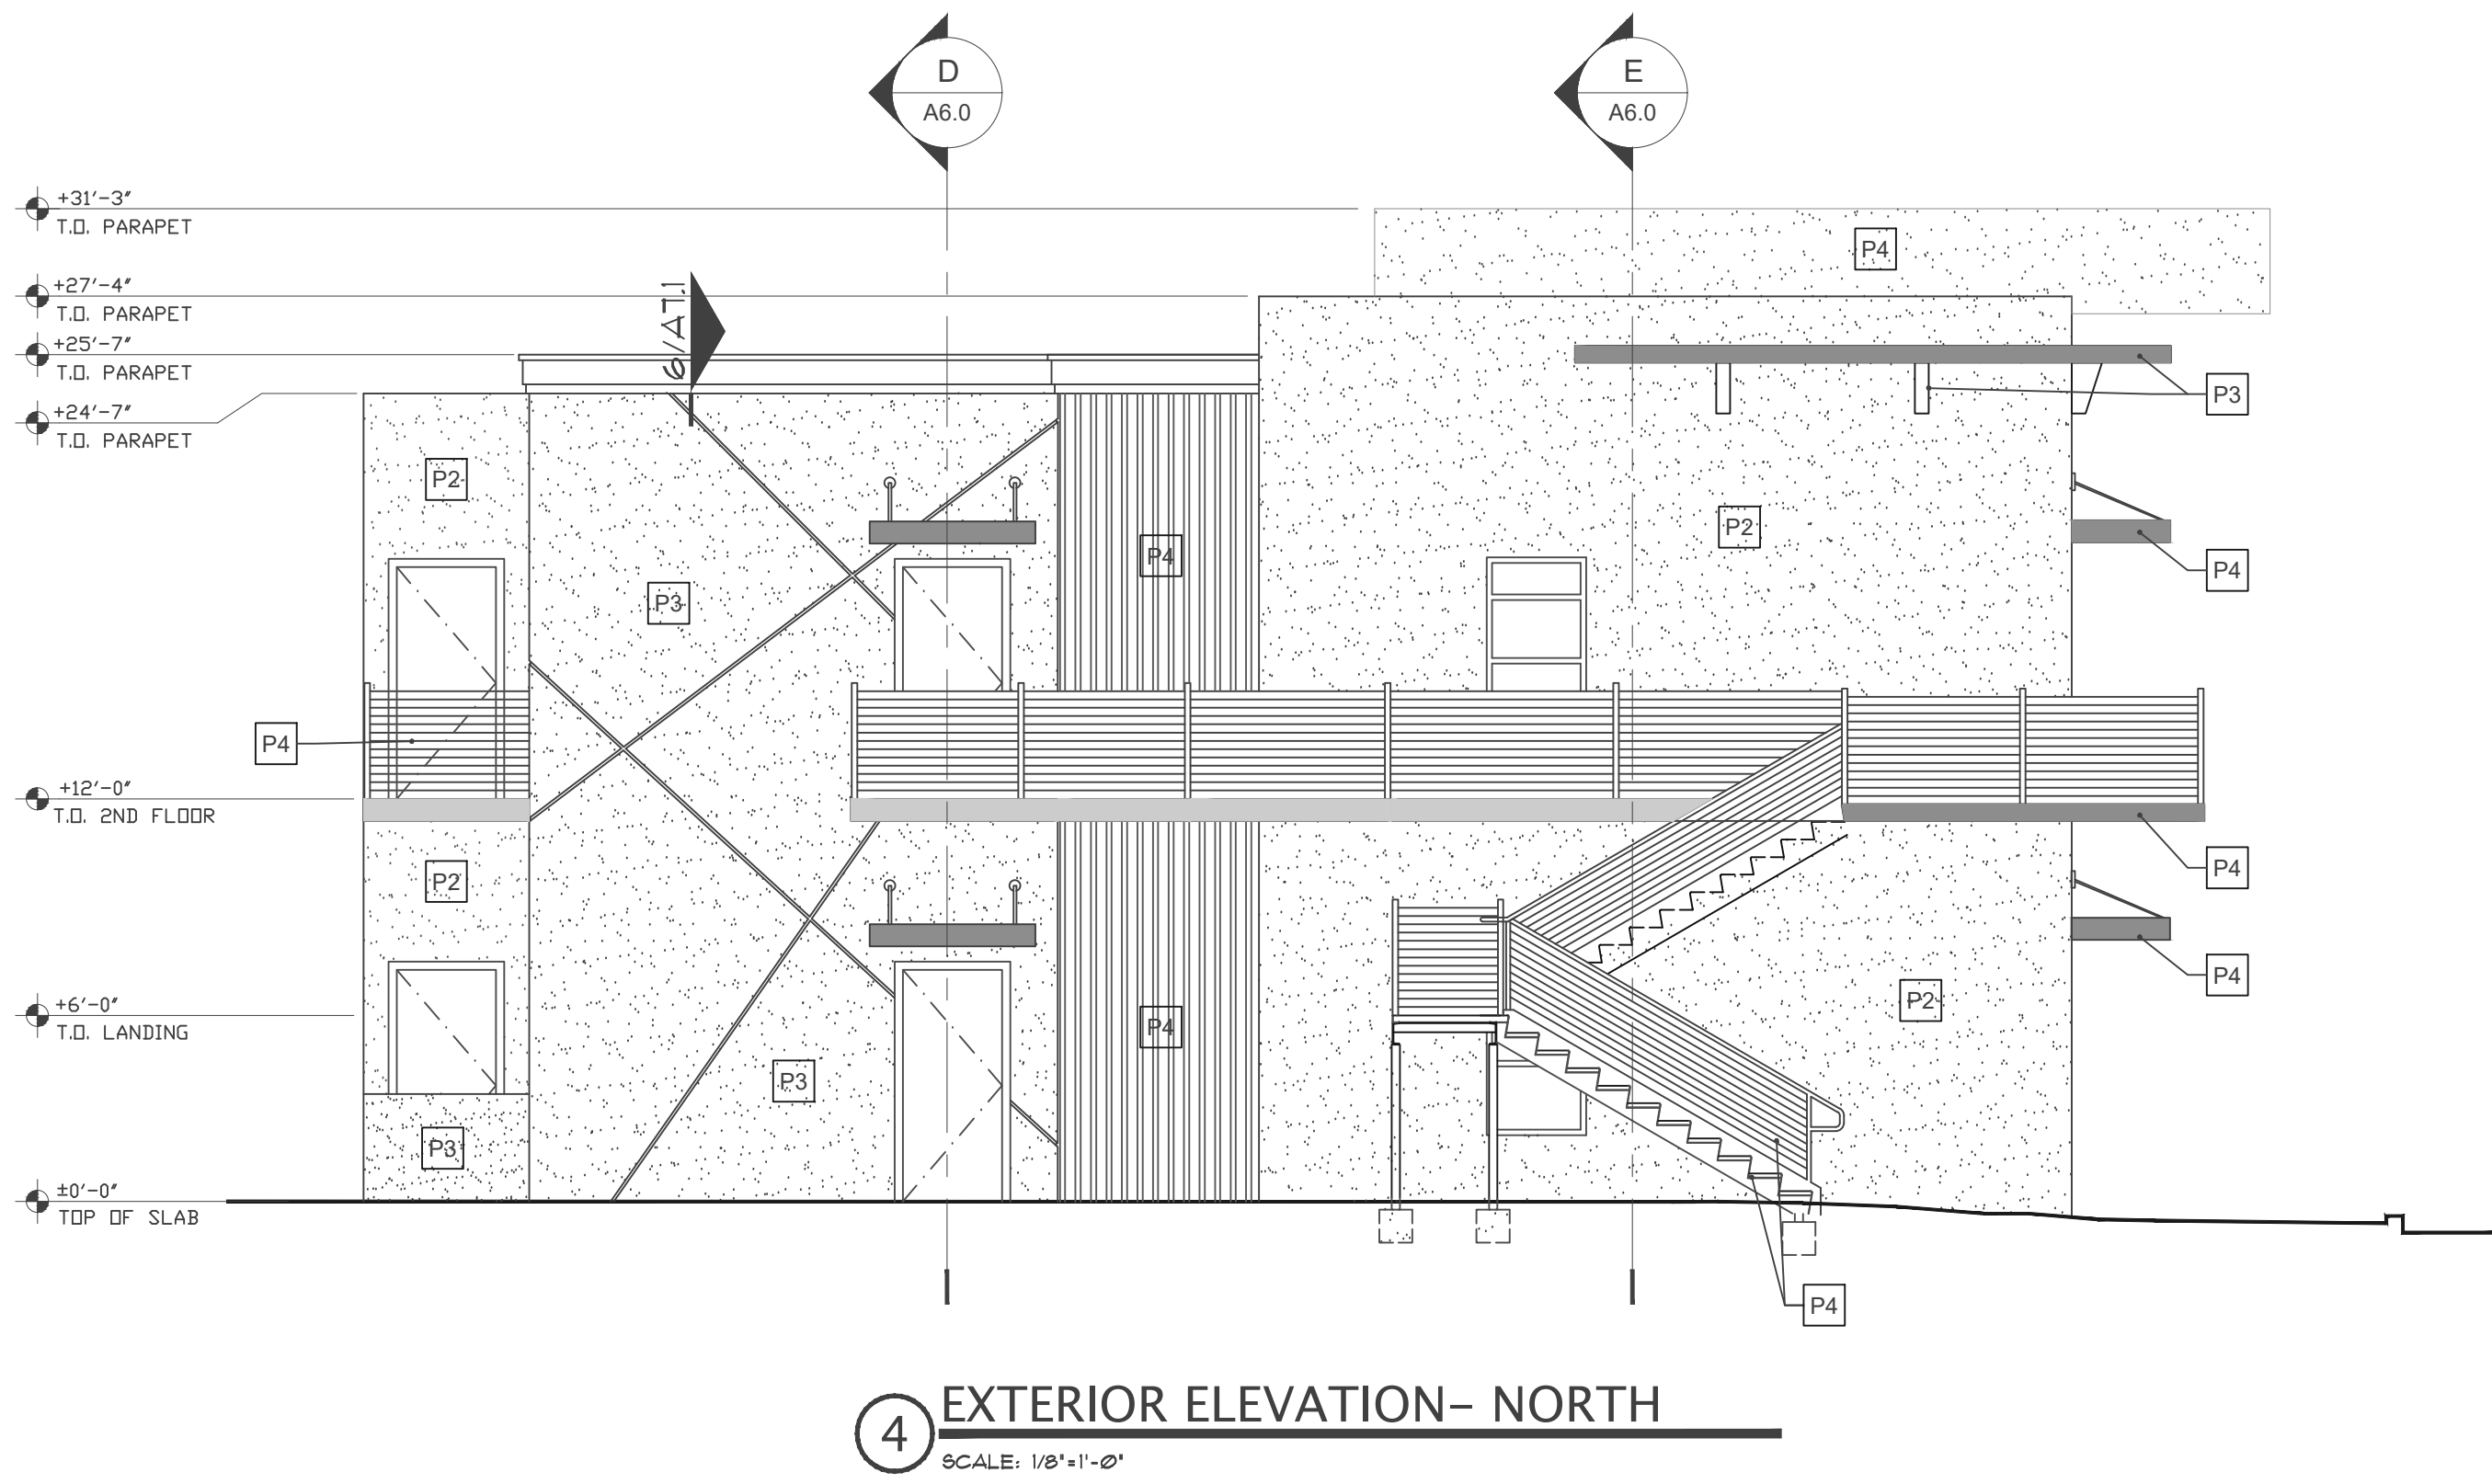 D
A6.0
E
A6.0
+31'-3"
T.O. PARAPET
P4
+27'-4"
T.O. PARAPET
6/A7.1
+25'-7"
T.O. PARAPET
+24'-7"
T.O. PARAPET
P3
P2
P2
P4
P4
P3
P4
+12'-0"
T.O. 2ND FLOOR
P2
P4
P4
+6'-0"
T.O. LANDING
P2
P4
P3
P3
±0'-0"
TOP OF SLAB
P4
4
EXTERIOR ELEVATION- NORTH
SCALE: 1/8"=1'-0"